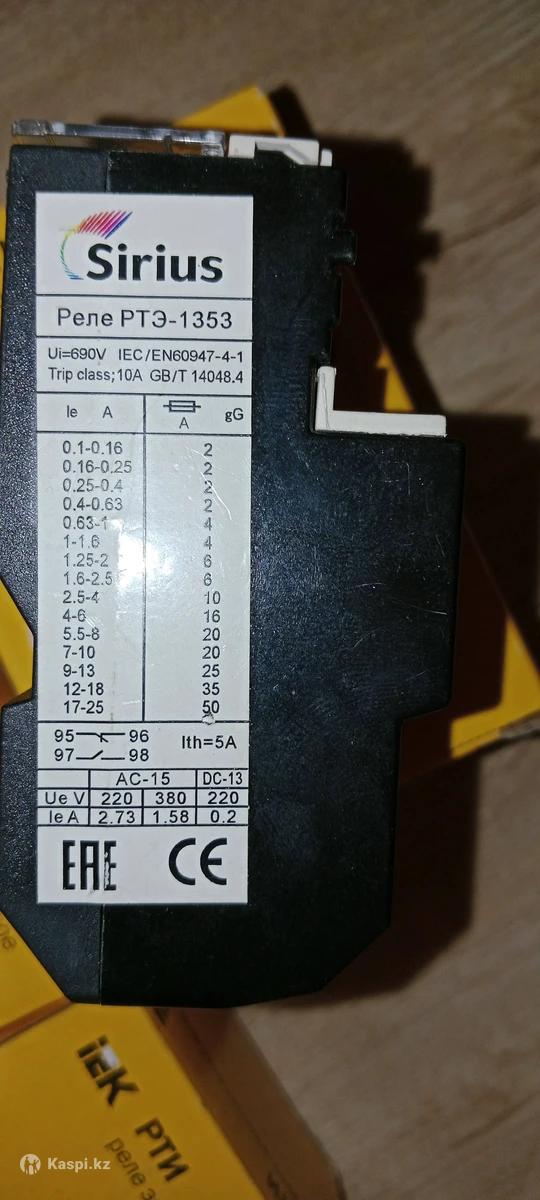 Sirius
Реле РТЭ-1353
Ui=690V IEC/EN60947-4-1
Trip class;10A GB/T 14048.4
Ie A gG
A
0.1-0.16 2
0.16-0.25 2
0.25-0.4 2
0.4-0.63 2
0.63-1 4
1-1.6 4
1.25-2 6
1.6-2.5 6
2.5-4 10
4-6 16
5.5-8 20
7-10 20
9-13 25
12-18 35
17-25 50
95 96
97 98 Ith=5A
AC-15 DC-13
Ue V 220 380 220
Ie A 2.73 1.58 0.2
EAC CE
iEK
РТИ
реле
Kaspi.kz